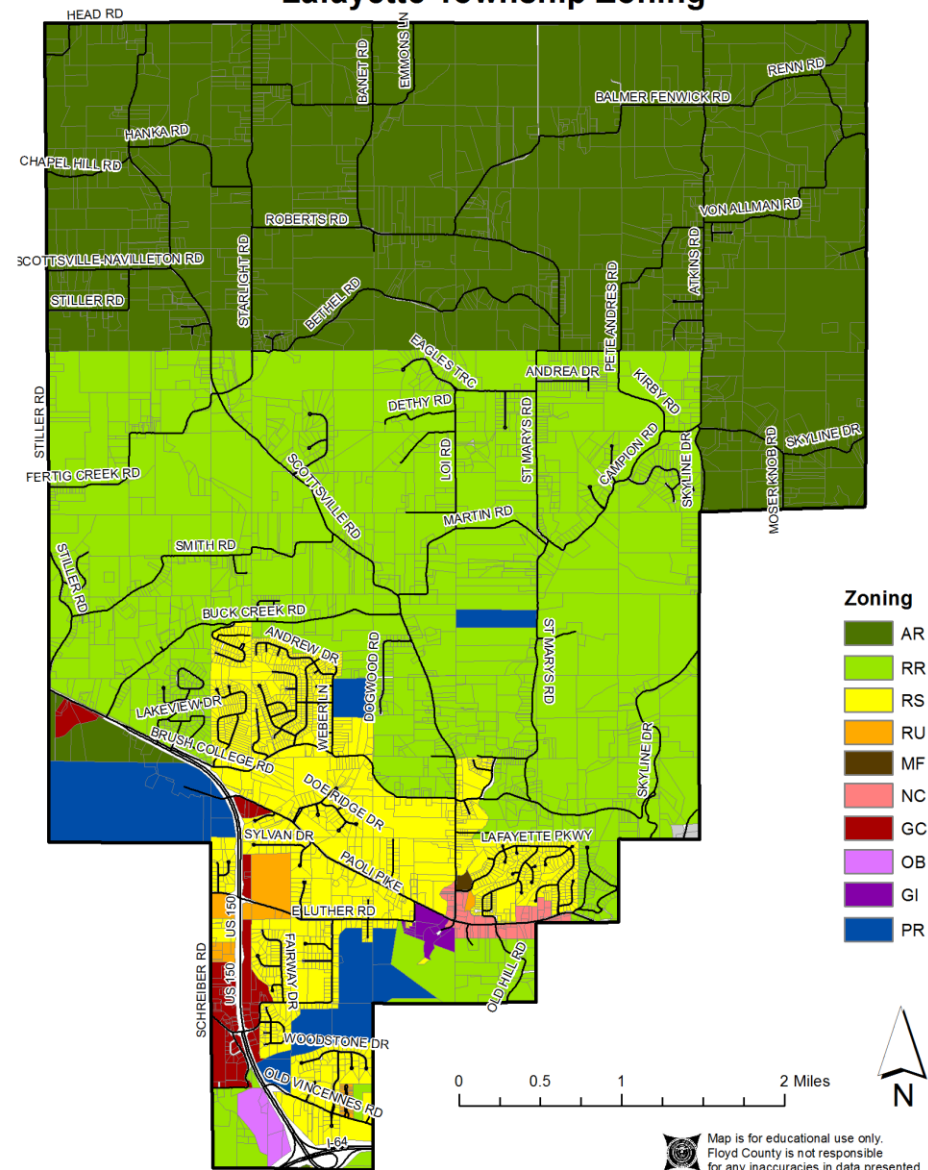 Lafayette Township Zoning
HEAD RD
BANET RD
EMMONS LN
RENN RD
BALMER FENWICK RD
HANKA RD
CHAPEL HILL RD
VON ALLMAN RD
ROBERTS RD
SCOTTSVILLE-NAVILLETON RD
STARLIGHT RD
ATKINS RD
STILLER RD
BETHEL RD
PETE ANDRES RD
EAGLES TRC
ANDREA DR
KIRBY RD
DETHY RD
STILLER RD
LOI RD
ST MARYS RD
CAMPION RD
SKYLINE DR
SKYLINE DR
MOSER KNOB RD
FERTIG CREEK RD
SCOTTSVILLE RD
MARTIN RD
SMITH RD
STILLER RD
BUCK CREEK RD
ANDREW DR
DOGWOOD RD
ST MARYS RD
LAKEVIEW DR
WEBER LN
BRUSH COLLEGE RD
SKYLINE DR
DOE RIDGE DR
SYLVAN DR
LAFAYETTE PKWY
PAOLI PIKE
US 150
E LUTHER RD
SCHREIBER RD
US 150
FAIRWAY DR
OLD HILL RD
WOODSTONE DR
OLD VINCENNES RD
I-64
Zoning
AR
RR
RS
RU
MF
NC
GC
OB
GI
PR
0 0.5 1 2 Miles
N
Map is for educational use only.
Floyd County is not responsible
for any inaccuracies in data presented